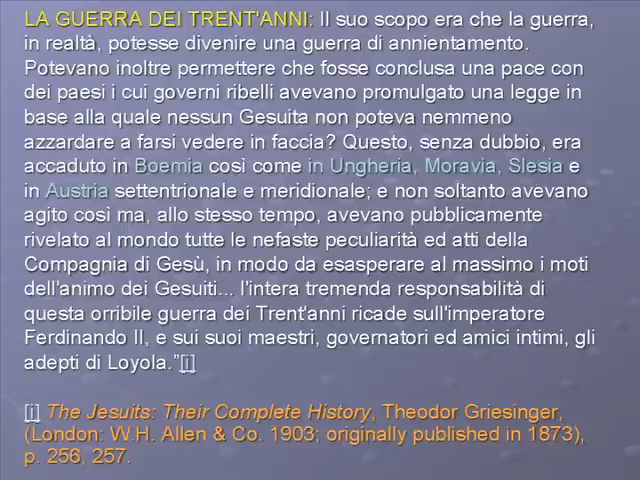 LA GUERRA DEI TRENT'ANNI: Il suo scopo era che la guerra,
in realtà, potesse divenire una guerra di annientamento.
Potevano inoltre permettere che fosse conclusa una pace con
dei paesi i cui governi ribelli avevano promulgato una legge in
base alla quale nessun Gesuita non poteva nemmeno
azzardare a farsi vedere in faccia? Questo, senza dubbio, era
accaduto in Boemia così come in Ungheria, Moravia, Slesia e
in Austria settentrionale e meridionale; e non soltanto avevano
agito così ma, allo stesso tempo, avevano pubblicamente
rivelato al mondo tutte le nefaste peculiarità ed atti della
Compagnia di Gesù, in modo da esasperare al massimo i moti
dell'animo dei Gesuiti... l'intera tremenda responsabilità di
questa orribile guerra dei Trent'anni ricade sull'imperatore
Ferdinando II, e sui suoi maestri, governatori ed amici intimi, gli
adepti di Loyola.”[i]
[i] The Jesuits: Their Complete History, Theodor Griesinger,
(London: W.H. Allen & Co. 1903; originally published in 1873),
p. 256, 257.